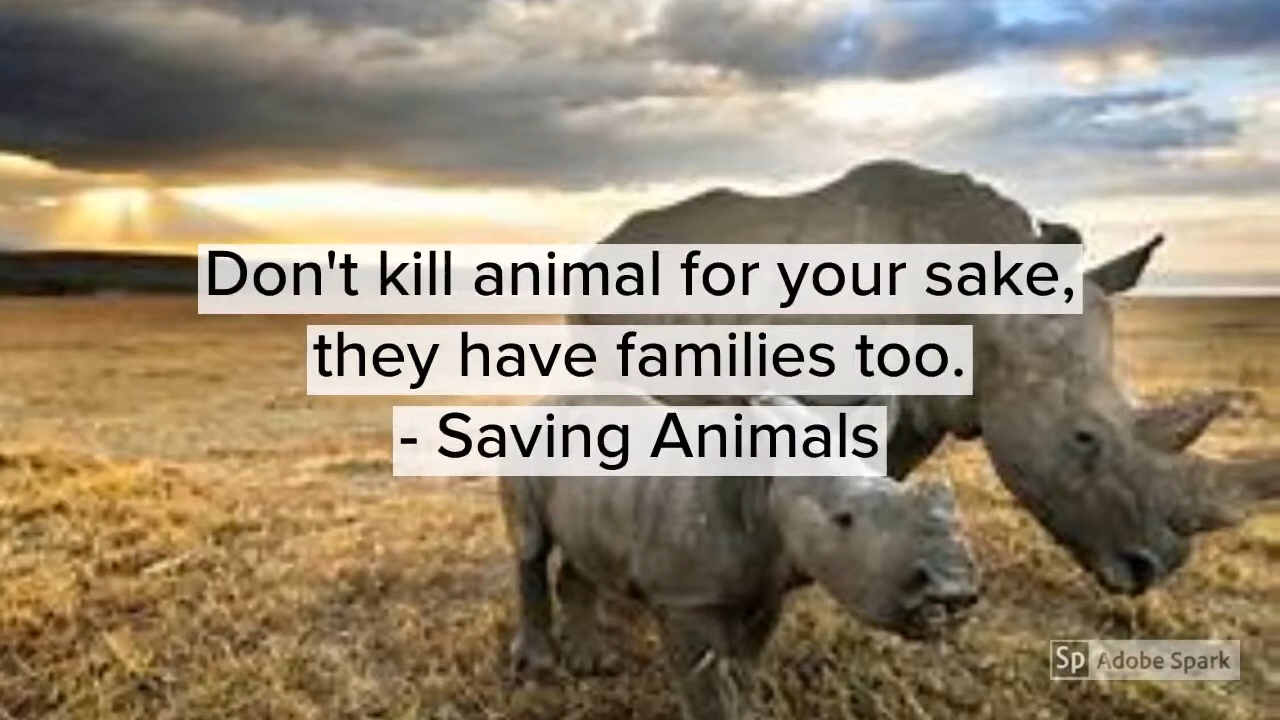 Don't kill animal for your sake,
they have families too.
- Saving Animals
Sp Adobe Spark